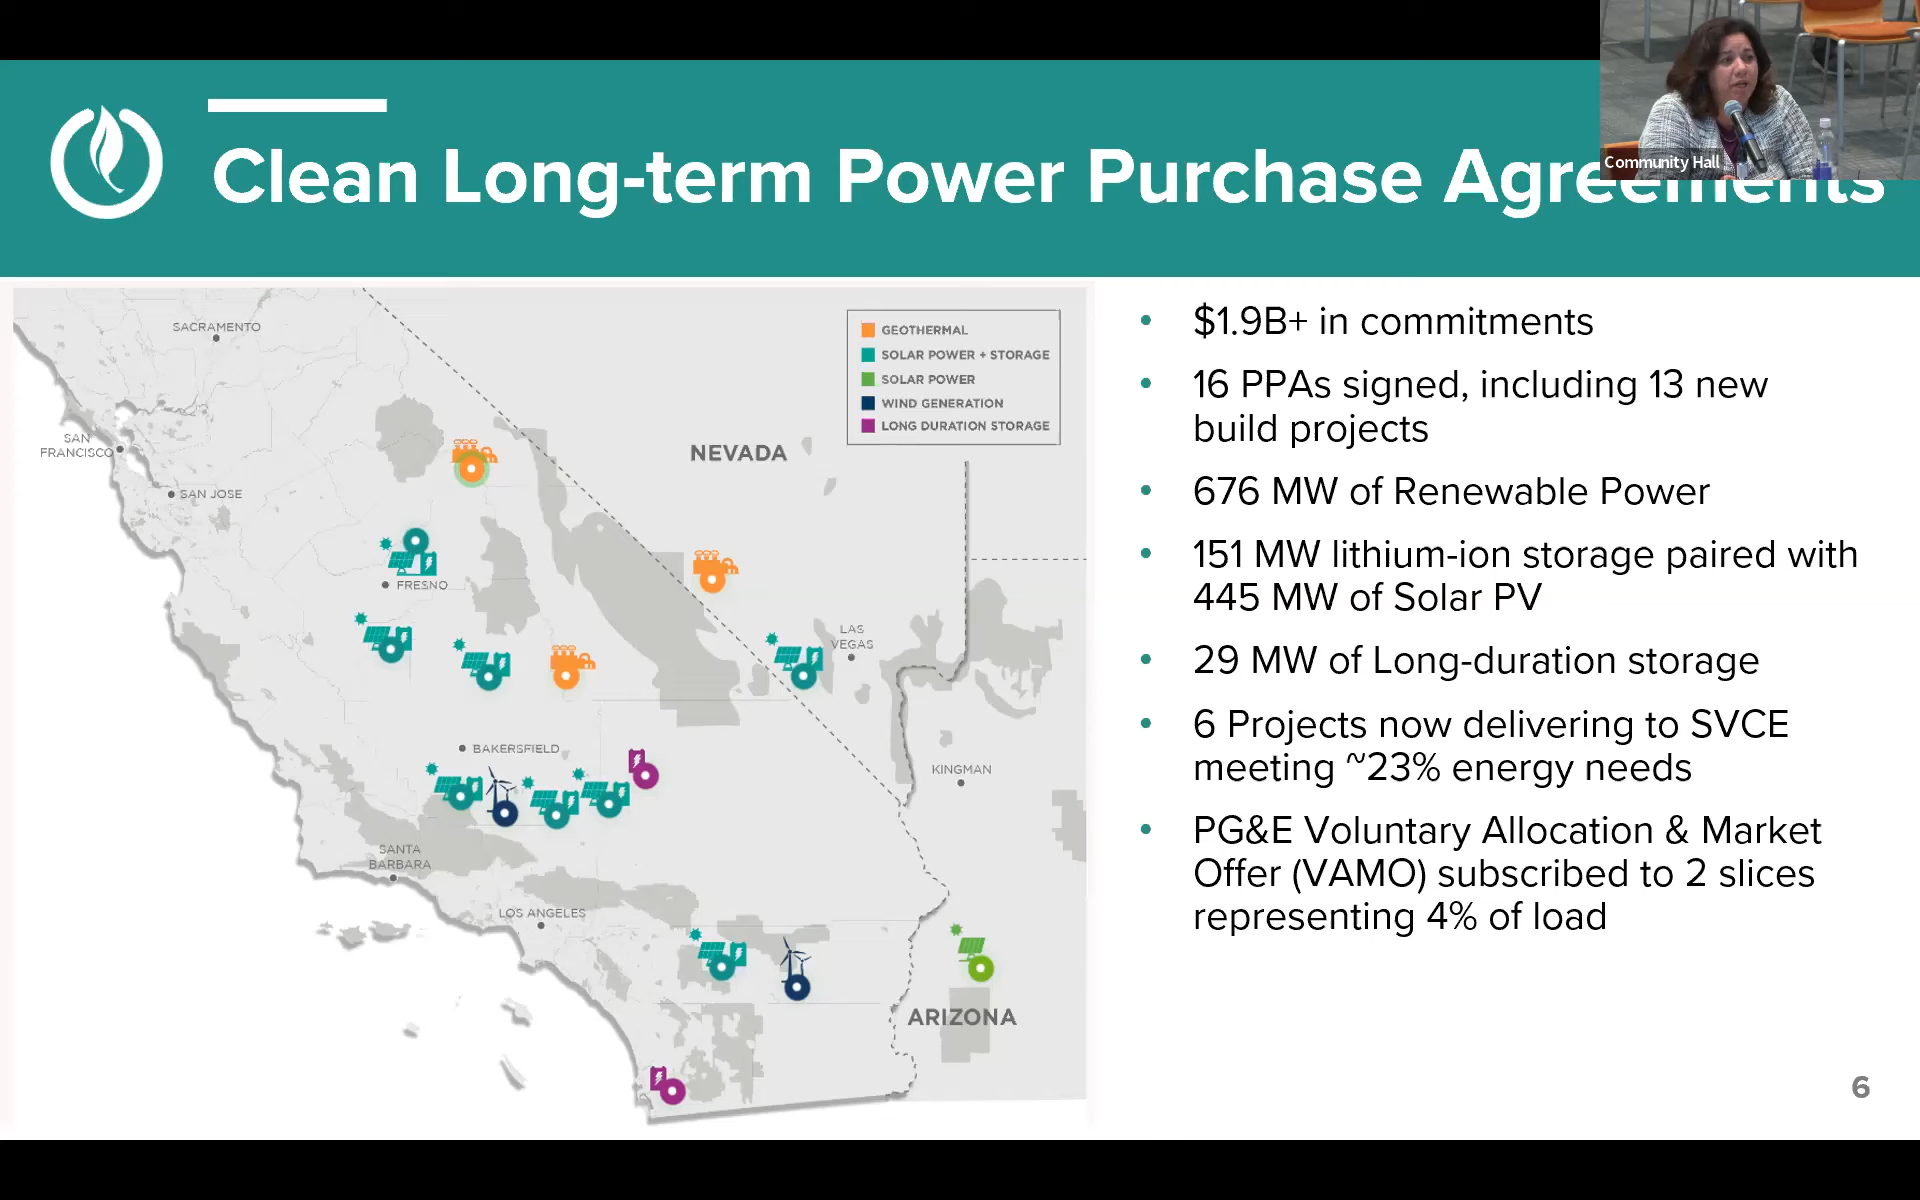 Community Hall
Clean Long-term Power Purchase Agreements
SACRAMENTO
SAN
FRANCISCO
SAN JOSE
FRESNO
BAKERSFIELD
SANTA
BARBARA
LOS ANGELES
NEVADA
LAS
VEGAS
KINGMAN
ARIZONA
GEOTHERMAL
SOLAR POWER + STORAGE
SOLAR POWER
WIND GENERATION
LONG DURATION STORAGE
• $1.9B+ in commitments
• 16 PPAs signed, including 13 new
build projects
• 676 MW of Renewable Power
• 151 MW lithium-ion storage paired with
445 MW of Solar PV
• 29 MW of Long-duration storage
• 6 Projects now delivering to SVCE
meeting ~23% energy needs
• PG&E Voluntary Allocation & Market
Offer (VAMO) subscribed to 2 slices
representing 4% of load
6